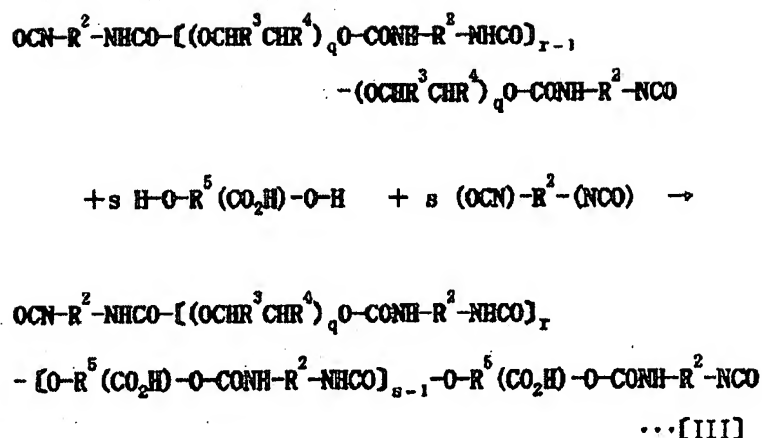 OCN-R²-NHCO-[(OCHR³CHR⁴)qO-CONH-R²-NHCO]r-1
-(OCHR³CHR⁴)qO-CONH-R²-NCO
+s H-O-R⁵(CO₂H)-O-H + s (OCN)-R²-(NCO) →
OCN-R²-NHCO-[(OCHR³CHR⁴)qO-CONH-R²-NHCO]r
-[O-R⁵(CO₂H)-O-CONH-R²-NHCO]s-1-O-R⁵(CO₂H)-O-CONH-R²-NCO
···[III]